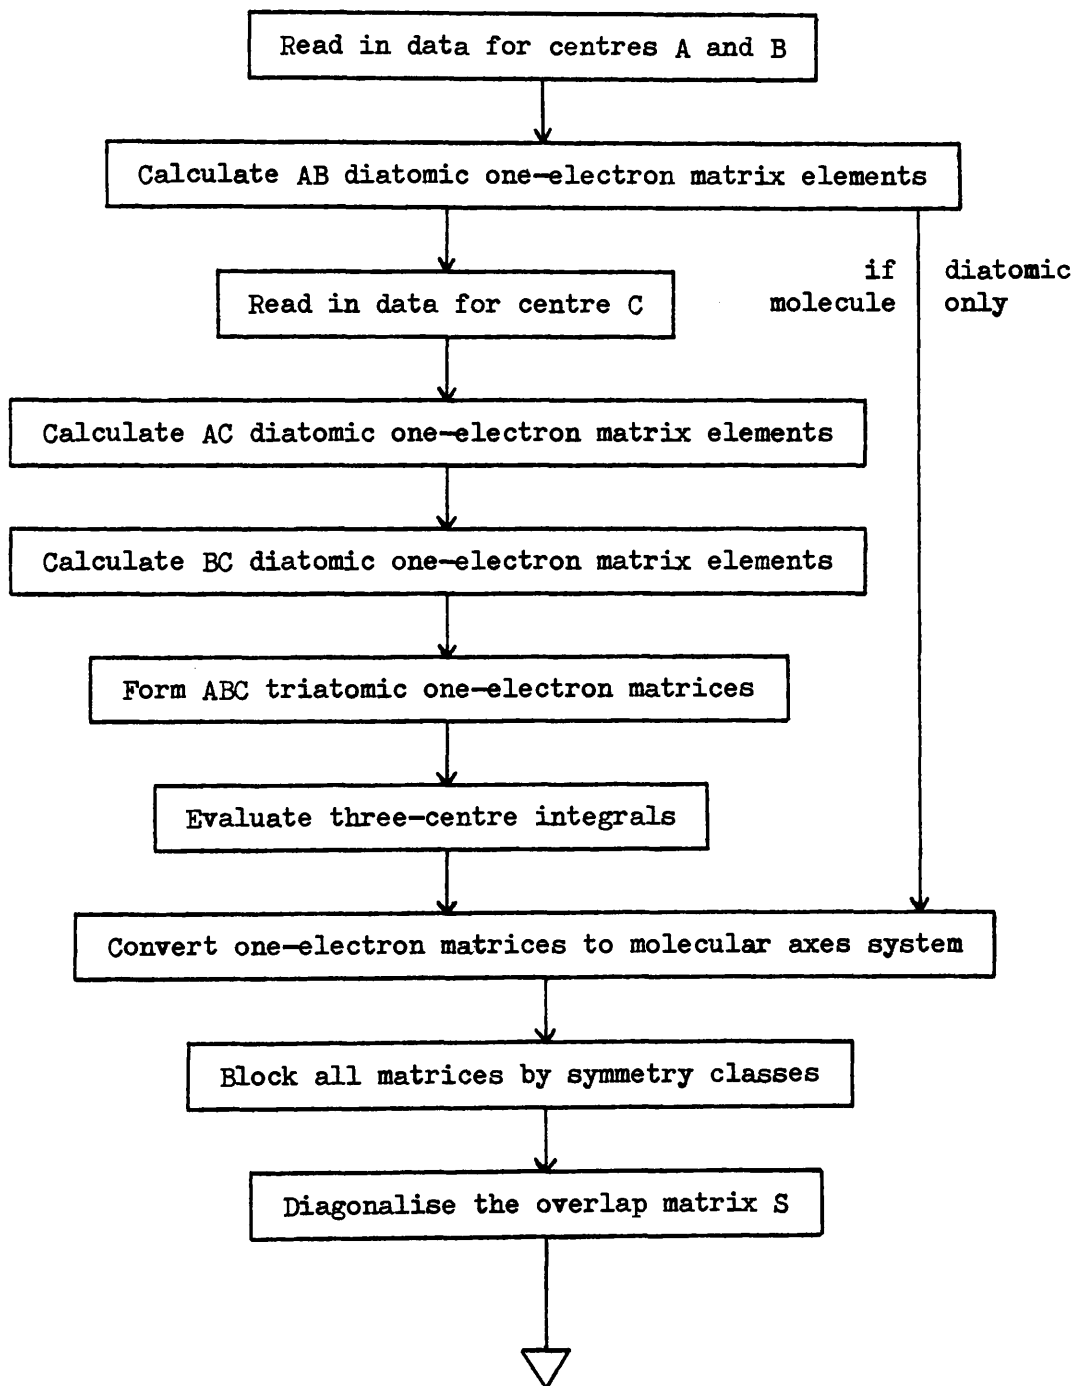 Read in data for centres A and B
Calculate AB diatomic one-electron matrix elements
if diatomic
molecule only
Read in data for centre C
Calculate AC diatomic one-electron matrix elements
Calculate BC diatomic one-electron matrix elements
Form ABC triatomic one-electron matrices
Evaluate three-centre integrals
Convert one-electron matrices to molecular axes system
Block all matrices by symmetry classes
Diagonalise the overlap matrix S